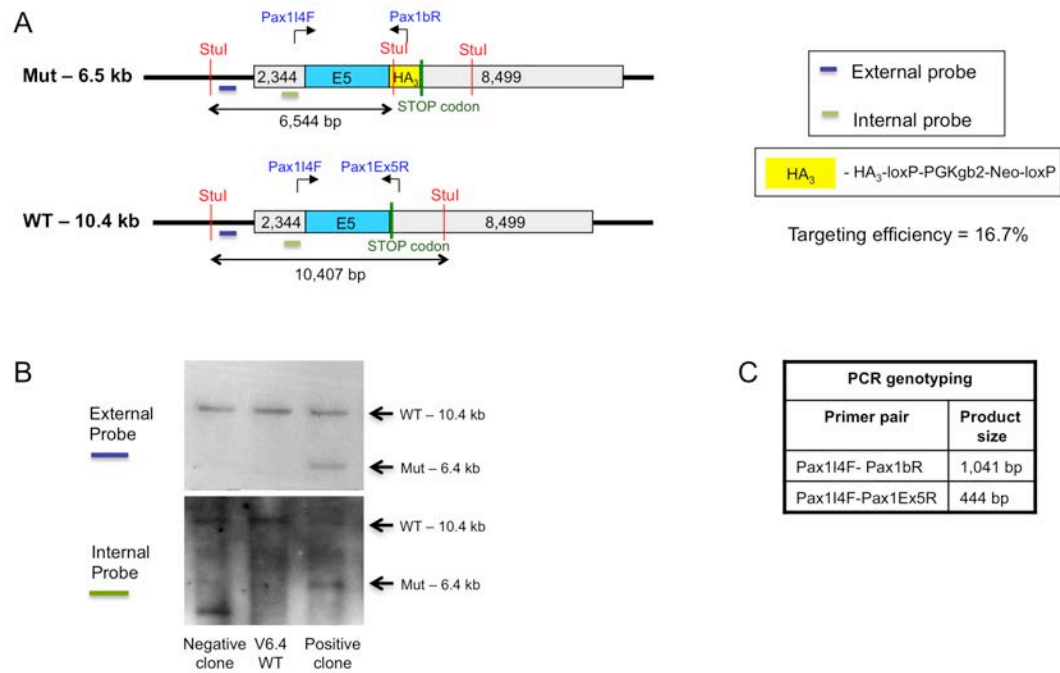 A
Pax1I4F
Pax1bR
StuI
StuI
StuI
Mut – 6.5 kb
2,344
E5
HA3
8,499
STOP codon
6,544 bp
Pax1I4F
Pax1Ex5R
StuI
StuI
WT – 10.4 kb
2,344
E5
8,499
STOP codon
10,407 bp
External probe
Internal probe
HA3
- HA3-loxP-PGKgb2-Neo-loxP
Targeting efficiency = 16.7%
B
External
Probe
WT – 10.4 kb
Mut – 6.4 kb
Internal
Probe
WT – 10.4 kb
Mut – 6.4 kb
Negative
clone
V6.4
WT
Positive
clone
C
PCR genotyping
Primer pair
Product
size
Pax1I4F- Pax1bR
1,041 bp
Pax1I4F-Pax1Ex5R
444 bp